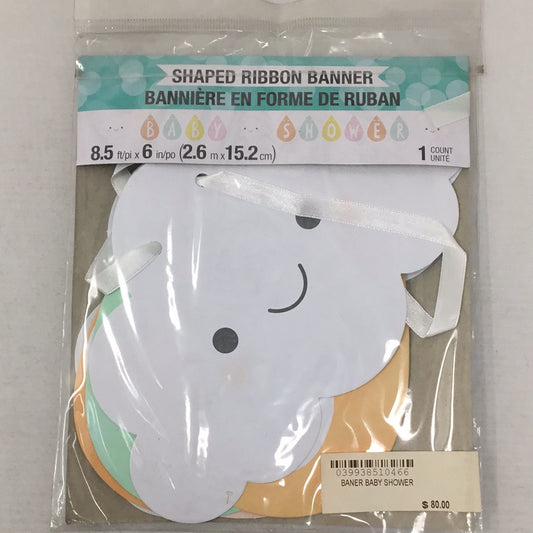 SHAPED RIBBON BANNER
BANNIÈRE EN FORME DE RUBAN
BABY SHOWER
8.5 ft/pi x 6 in/po (2.6 m x 15.2 cm)
1 COUNT
UNITÉ
039938510466
BANER BABY SHOWER
$ 80.00